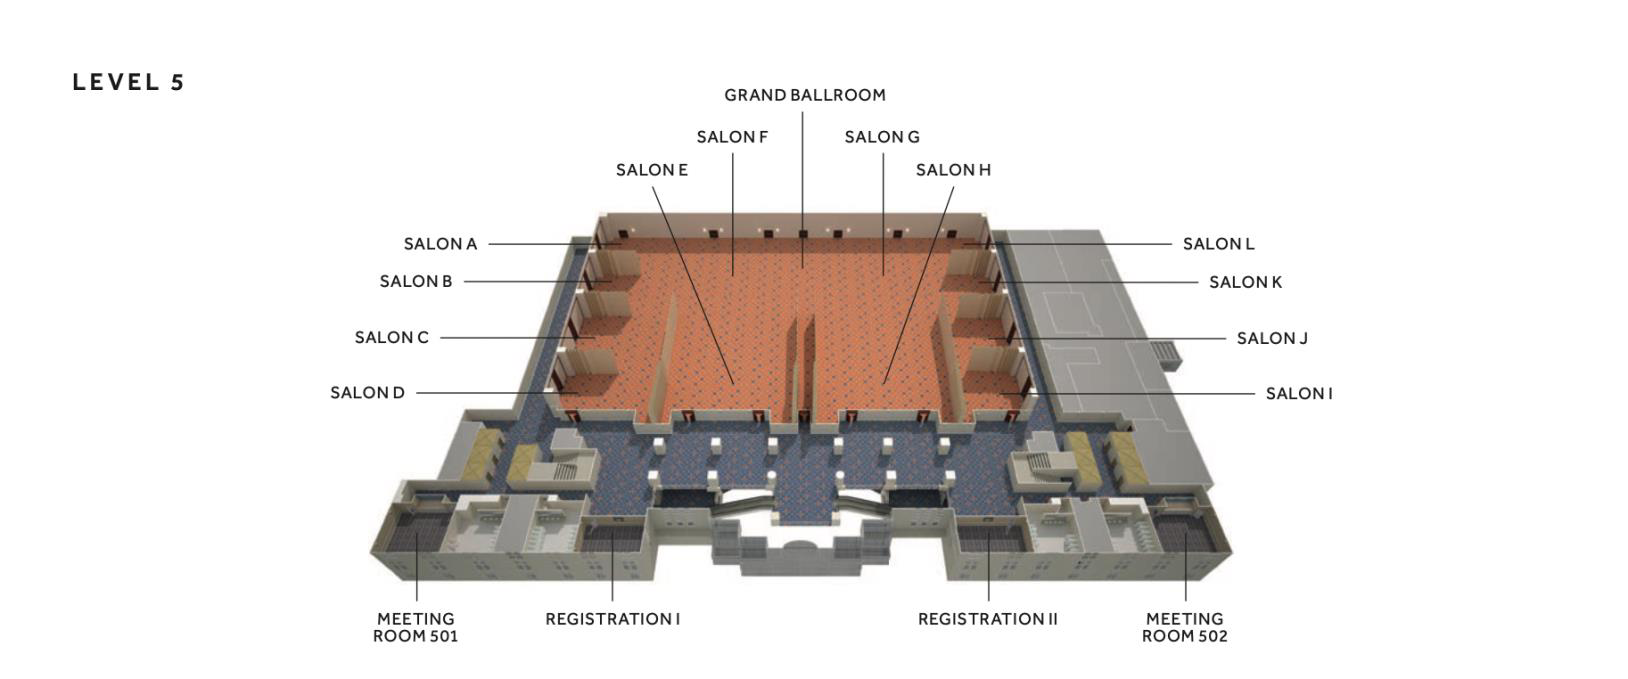 LEVEL 5
GRAND BALLROOM
SALON F
SALON G
SALON E
SALON H
SALON A
SALON L
SALON B
SALON K
SALON C
SALON J
SALON D
SALON I
MEETING
ROOM 501
REGISTRATION I
REGISTRATION II
MEETING
ROOM 502